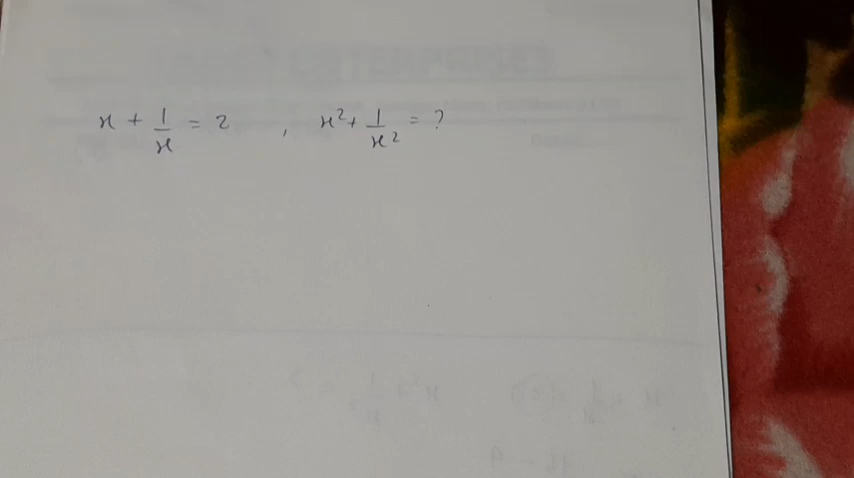 x + 1/x = 2 , x² + 1/x² = ?